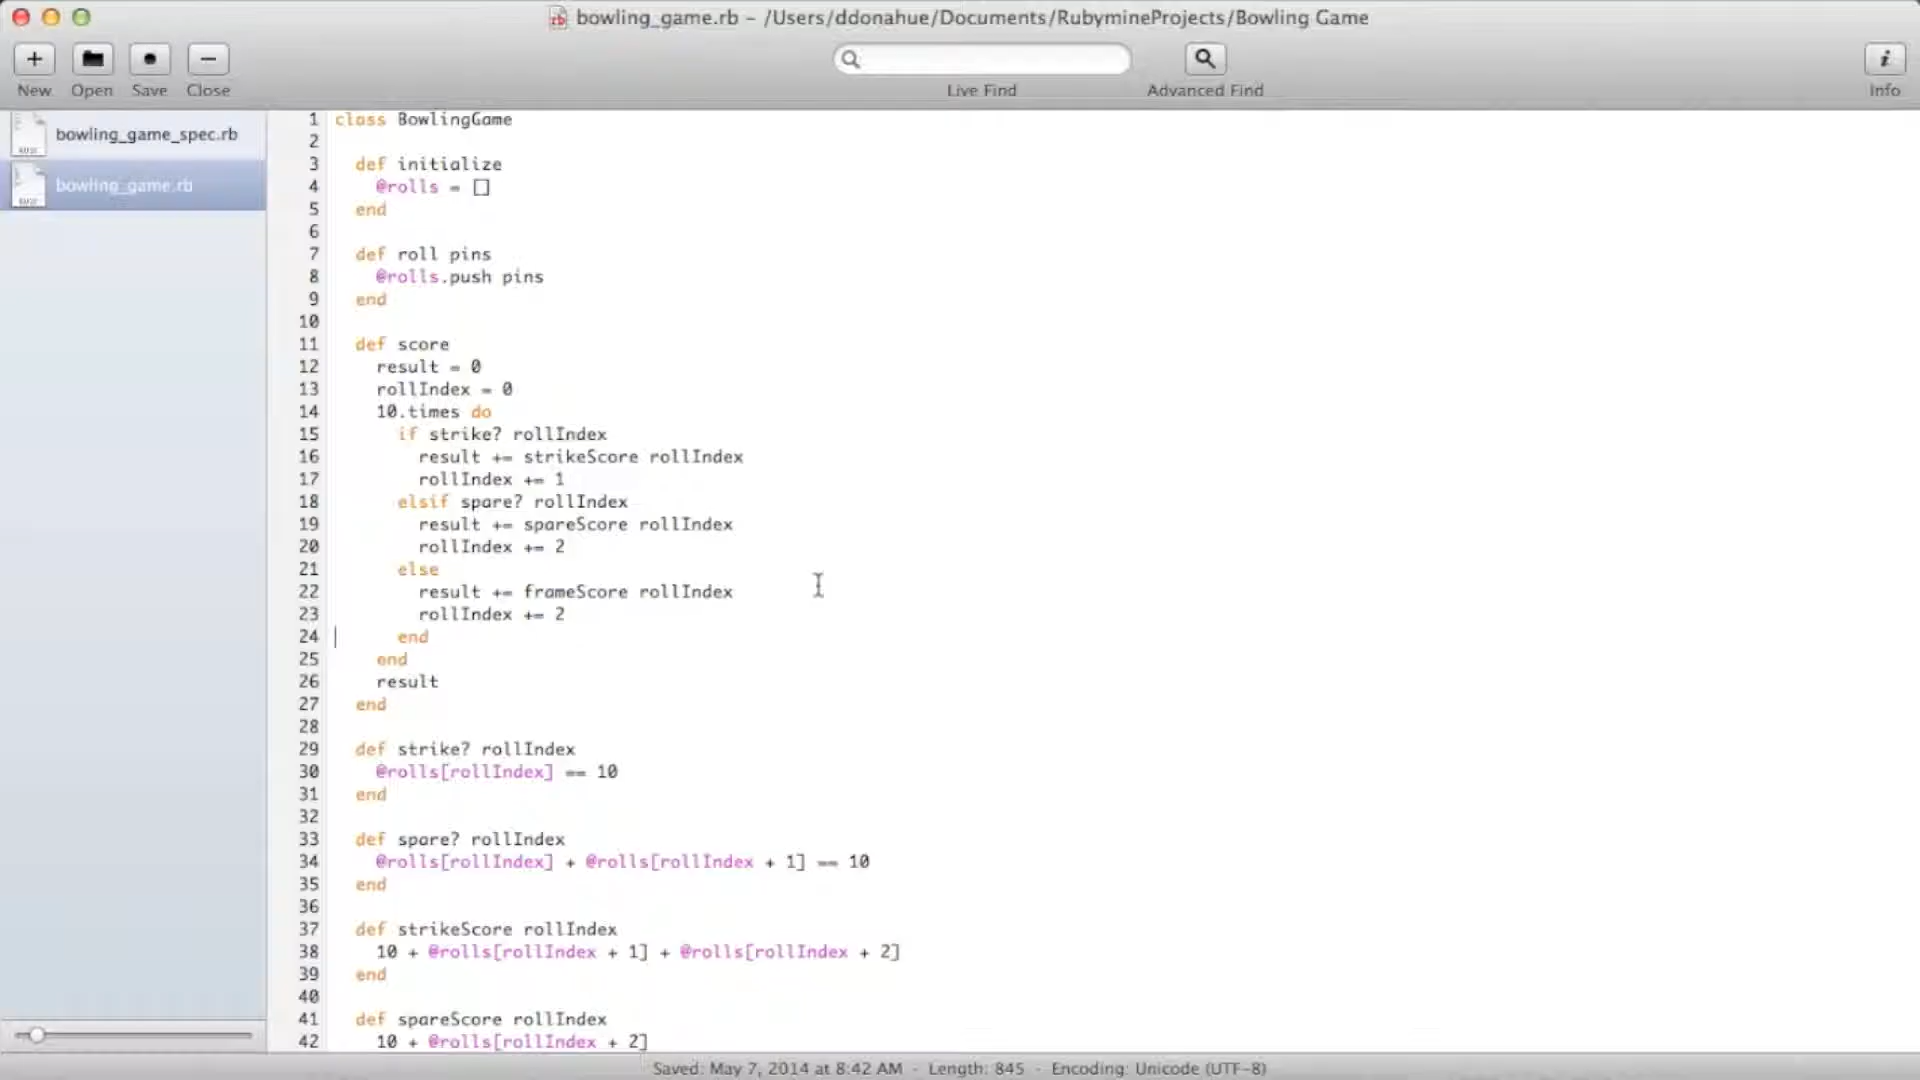 bowling_game.rb - /Users/ddonahue/Documents/RubymineProjects/Bowling Game
New Open Save Close
Live Find
Advanced Find
Info
bowling_game_spec.rb
bowling_game.rb
1 class BowlingGame
2
3   def initialize
4     @rolls = []
5   end
6
7   def roll pins
8     @rolls.push pins
9   end
10
11   def score
12     result = 0
13     rollIndex = 0
14     10.times do
15       if strike? rollIndex
16         result += strikeScore rollIndex
17         rollIndex += 1
18       elsif spare? rollIndex
19         result += spareScore rollIndex
20         rollIndex += 2
21       else
22         result += frameScore rollIndex
23         rollIndex += 2
24       end
25     end
26     result
27   end
28
29   def strike? rollIndex
30     @rolls[rollIndex] == 10
31   end
32
33   def spare? rollIndex
34     @rolls[rollIndex] + @rolls[rollIndex + 1] == 10
35   end
36
37   def strikeScore rollIndex
38     10 + @rolls[rollIndex + 1] + @rolls[rollIndex + 2]
39   end
40
41   def spareScore rollIndex
42     10 + @rolls[rollIndex + 2]
Saved: May 7, 2014 at 8:42 AM - Length: 845 - Encoding: Unicode (UTF-8)